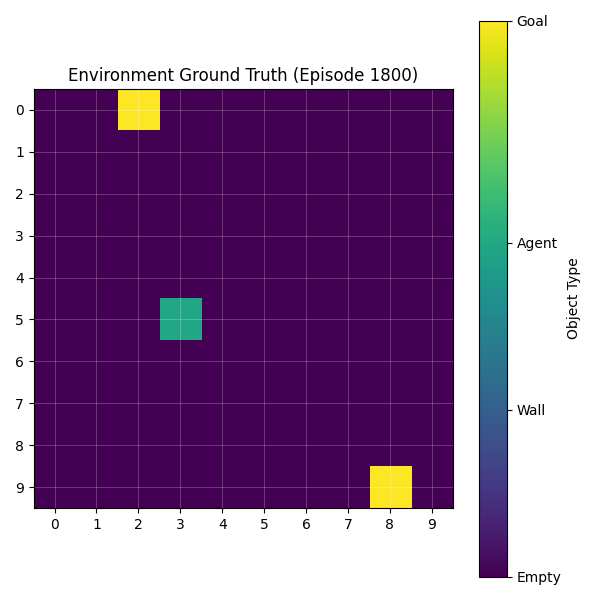 Environment Ground Truth (Episode 1800)
Goal
Agent
Wall
Empty
Object Type
0
1
2
3
4
5
6
7
8
9
0 1 2 3 4 5 6 7 8 9